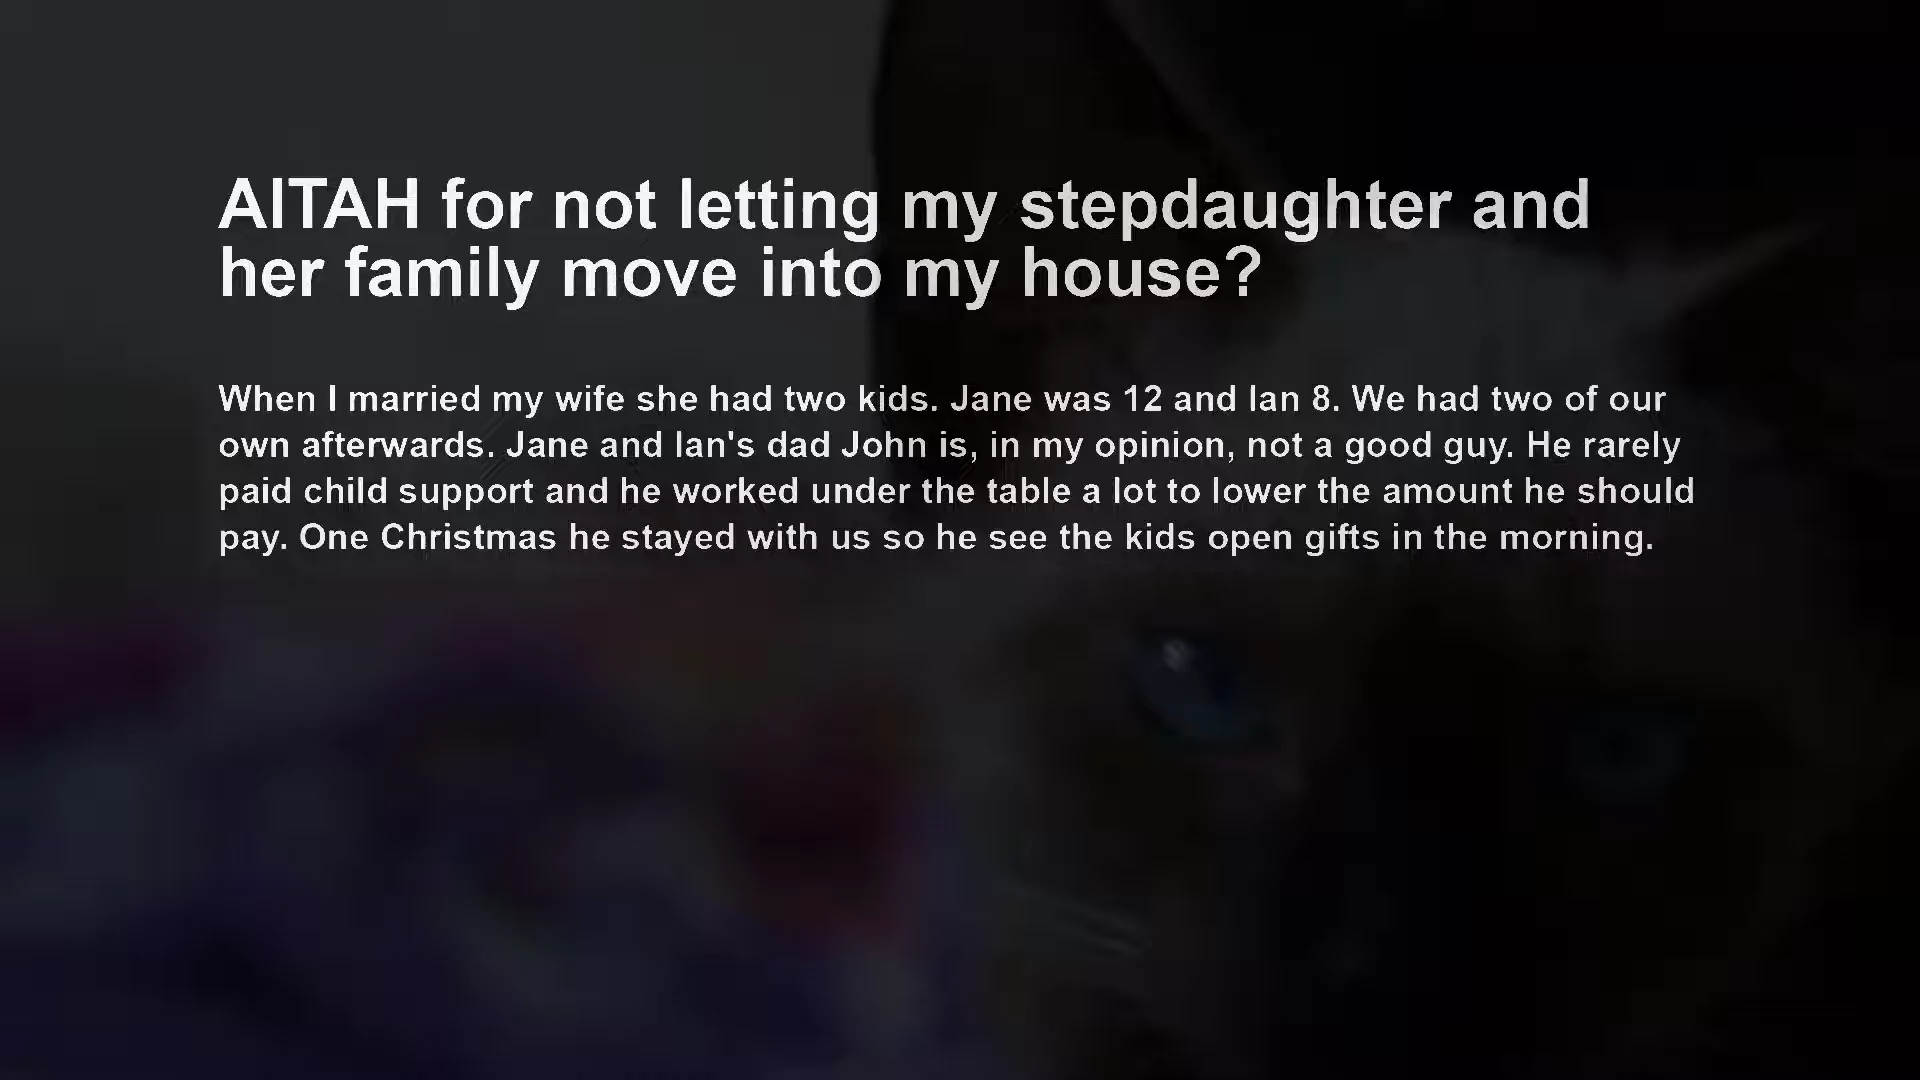 AITAH for not letting my stepdaughter and
her family move into my house?
When I married my wife she had two kids. Jane was 12 and Ian 8. We had two of our
own afterwards. Jane and Ian's dad John is, in my opinion, not a good guy. He rarely
paid child support and he worked under the table a lot to lower the amount he should
pay. One Christmas he stayed with us so he see the kids open gifts in the morning.